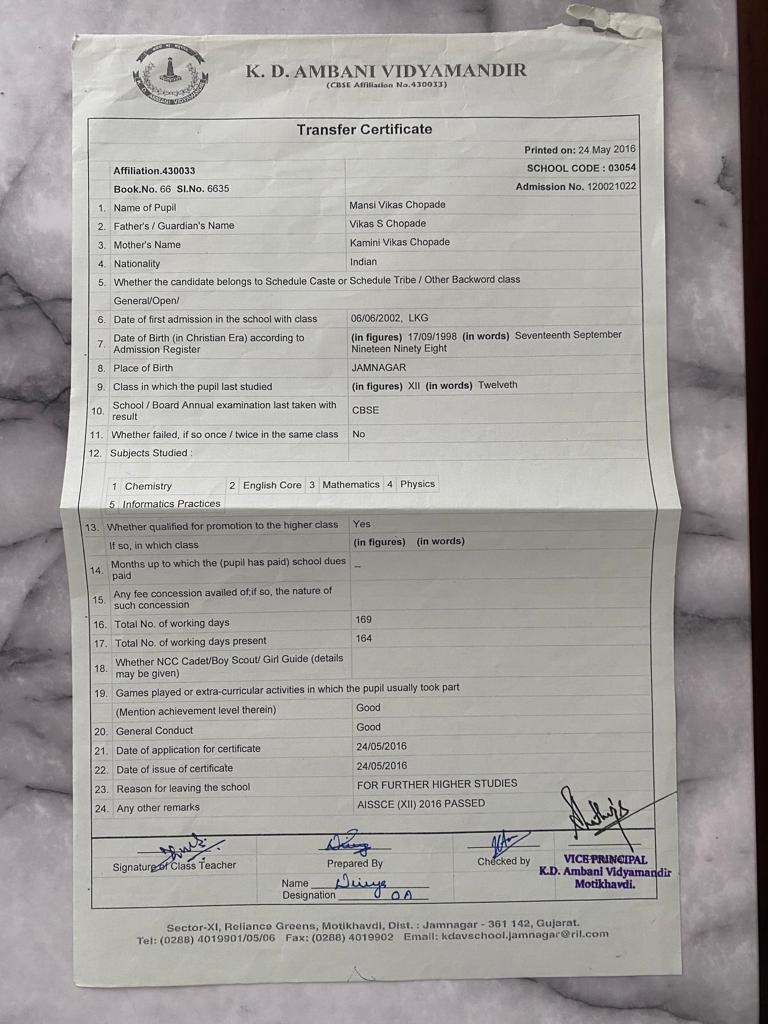 K. D. AMBANI VIDYAMANDIR
(CBSE Affiliation No.430033)
Transfer Certificate
Printed on: 24 May 2016
Affiliation.430033 SCHOOL CODE : 03054
Book.No. 66 SI.No. 6635 Admission No. 120021022
1. Name of Pupil Mansi Vikas Chopade
2. Father's / Guardian's Name Vikas S Chopade
3. Mother's Name Kamini Vikas Chopade
4. Nationality Indian
5. Whether the candidate belongs to Schedule Caste or Schedule Tribe / Other Backword class
General/Open/
6. Date of first admission in the school with class 06/06/2002, LKG
7. Date of Birth (in Christian Era) according to (in figures) 17/09/1998 (in words) Seventeenth September
Admission Register Nineteen Ninety Eight
8. Place of Birth JAMNAGAR
9. Class in which the pupil last studied (in figures) XII (in words) Twelveth
10. School / Board Annual examination last taken with CBSE
result
11. Whether failed, if so once / twice in the same class No
12. Subjects Studied :
1 Chemistry 2 English Core 3 Mathematics 4 Physics
5 Informatics Practices
13. Whether qualified for promotion to the higher class Yes
If so, in which class (in figures) (in words)
14. Months up to which the (pupil has paid) school dues --
paid
15. Any fee concession availed of;if so, the nature of
such concession
16. Total No. of working days 169
17. Total No. of working days present 164
18. Whether NCC Cadet/Boy Scout/ Girl Guide (details
may be given)
19. Games played or extra-curricular activities in which the pupil usually took part
(Mention achievement level therein) Good
20. General Conduct Good
21. Date of application for certificate 24/05/2016
22. Date of issue of certificate 24/05/2016
23. Reason for leaving the school FOR FURTHER HIGHER STUDIES
24. Any other remarks AISSCE (XII) 2016 PASSED
Signature of Class Teacher Prepared By Checked by VICE PRINCIPAL
K.D. Ambani Vidyamandir
Motikhavdi.
Name
Designation OA
Sector-XI, Reliance Greens, Motikhavdi, Dist. : Jamnagar - 361 142, Gujarat.
Tel: (0288) 4019901/05/06 Fax: (0288) 4019902 Email: kdavschool.jamnagar@ril.com